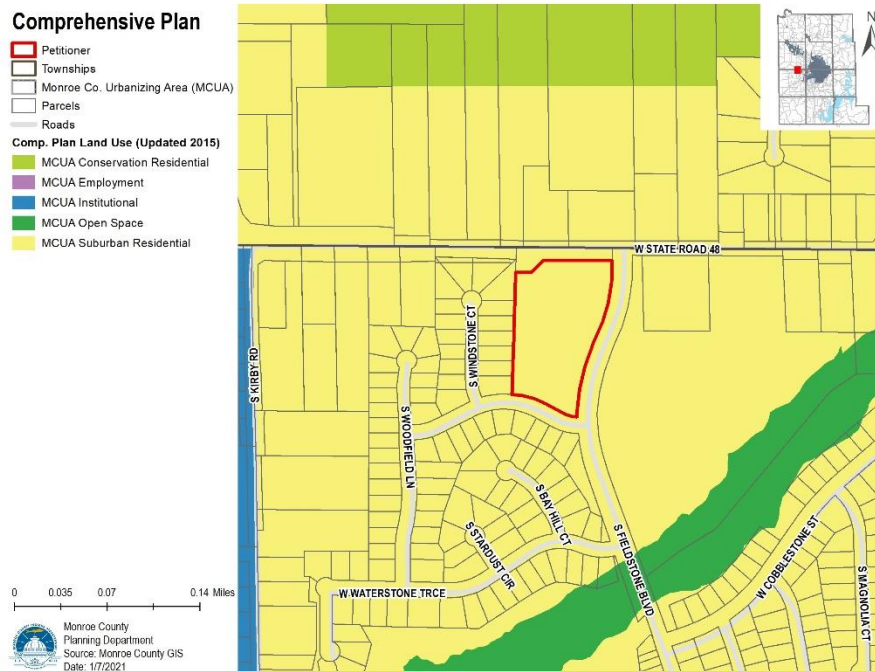 Comprehensive Plan
Petitioner
Townships
Monroe Co. Urbanizing Area (MCUA)
Parcels
Roads
Comp. Plan Land Use (Updated 2015)
MCUA Conservation Residential
MCUA Employment
MCUA Institutional
MCUA Open Space
MCUA Suburban Residential
N
W STATE ROAD 48
S KIRBY RD
S WINDSTONE CT
S WOODFIELD LN
S BAY HILL CT
S STARDUST CIR
S FIELDSTONE BLVD
W COBBLESTONE ST
S MAGNOLIA CT
W WATERSTONE TRCE
0 0.035 0.07 0.14 Miles
Monroe County
Planning Department
Source: Monroe County GIS
Date: 1/7/2021